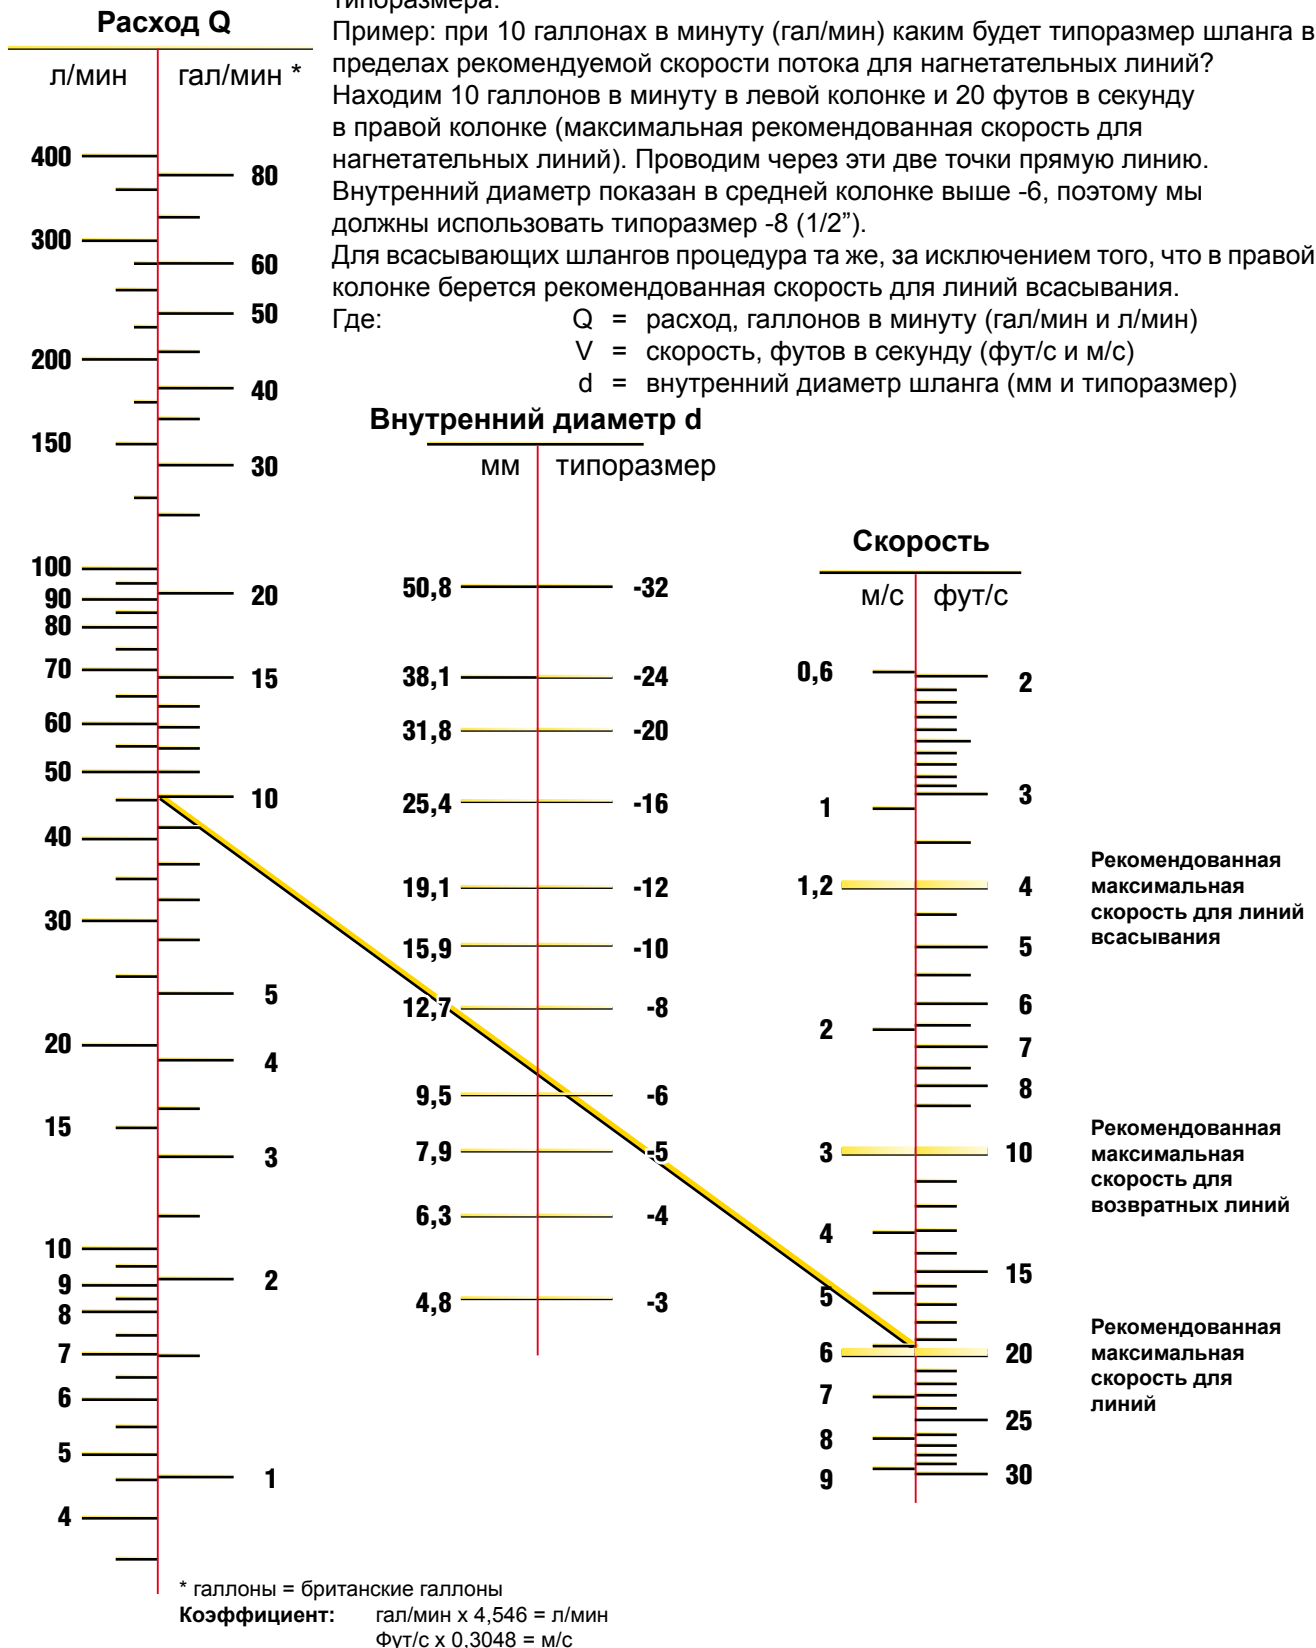 типоразмера.
Расход Q
Пример: при 10 галлонах в минуту (гал/мин) каким будет типоразмер шланга в
пределах рекомендуемой скорости потока для нагнетательных линий?
Находим 10 галлонов в минуту в левой колонке и 20 футов в секунду
в правой колонке (максимальная рекомендованная скорость для
нагнетательных линий). Проводим через эти две точки прямую линию.
Внутренний диаметр показан в средней колонке выше -6, поэтому мы
должны использовать типоразмер -8 (1/2”).
Для всасывающих шлангов процедура та же, за исключением того, что в правой
колонке берется рекомендованная скорость для линий всасывания.
Где: Q = расход, галлонов в минуту (гал/мин и л/мин)
V = скорость, футов в секунду (фут/с и м/с)
d = внутренний диаметр шланга (мм и типоразмер)
л/мин гал/мин *
400
80
300
60
50
200
40
150
30
100
90 20
80
70 15
60
50
10
40
30
5
20
4
15
3
10
9 2
8
7
6
5
1
4
Внутренний диаметр d
мм типоразмер
50,8 -32
38,1 -24
31,8 -20
25,4 -16
19,1 -12
15,9 -10
12,7 -8
9,5 -6
7,9 -5
6,3 -4
4,8 -3
Скорость
м/с фут/с
0,6 2
1 3
1,2 4
5
6
2 7
8
3 10
4
15
5
6 20
7
25
8
9 30
Рекомендованная
максимальная
скорость для линий
всасывания
Рекомендованная
максимальная
скорость для
возвратных линий
Рекомендованная
максимальная
скорость для
линий
* галлоны = британские галлоны
Коэффициент: гал/мин x 4,546 = л/мин
Фут/с x 0,3048 = м/с